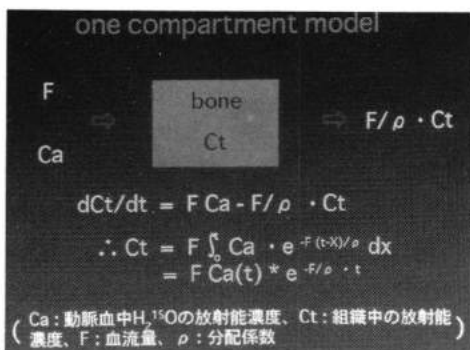 one compartment model
F
Ca
⇨
bone
Ct
⇨
F/ρ・Ct
dCt/dt = F Ca - F/ρ ・Ct
∴ Ct = F ∫₀ᵗ Ca ・ e^-F(t-X)/ρ dx
= F Ca(t) * e^-F/ρ・t
( Ca：動脈血中H₂¹⁵Oの放射能濃度、Ct：組織中の放射能
濃度、F：血流量、ρ：分配係数 )